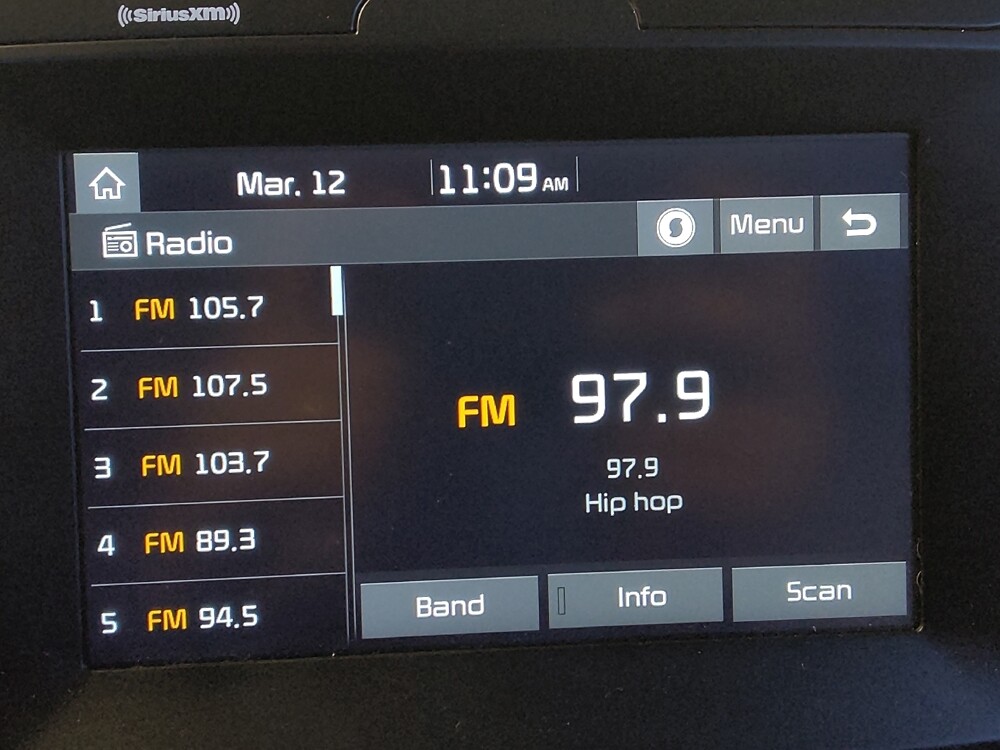 ((SiriusXM))
Mar. 12 11:09 AM
Radio
Menu
1 FM 105.7
2 FM 107.5
3 FM 103.7
4 FM 89.3
5 FM 94.5
FM 97.9
97.9
Hip hop
Band Info Scan